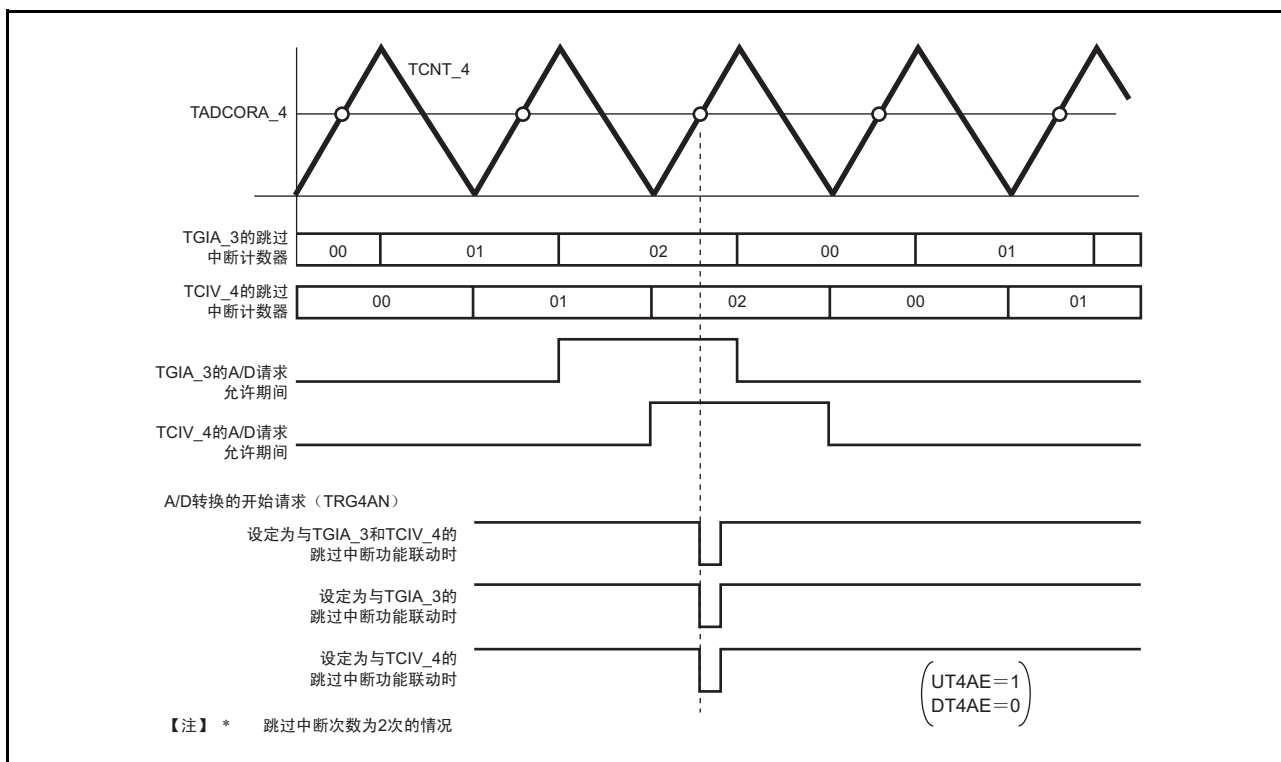 TCNT_4
TADCORA_4
TGIA_3的跳过
中断计数器
00 01 02 00 01
TCIV_4的跳过
中断计数器
00 01 02 00 01
TGIA_3的A/D请求
允许期间
TCIV_4的A/D请求
允许期间
A/D转换的开始请求（TRG4AN）
设定为与TGIA_3和TCIV_4的
跳过中断功能联动时
设定为与TGIA_3的
跳过中断功能联动时
设定为与TCIV_4的
跳过中断功能联动时
UT4AE＝1
DT4AE＝0
【注】 * 跳过中断次数为2次的情况